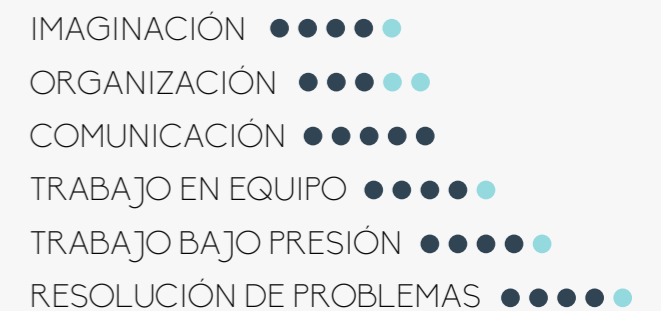 IMAGINACIÓN
ORGANIZACIÓN
COMUNICACIÓN
TRABAJO EN EQUIPO
TRABAJO BAJO PRESIÓN
RESOLUCIÓN DE PROBLEMAS